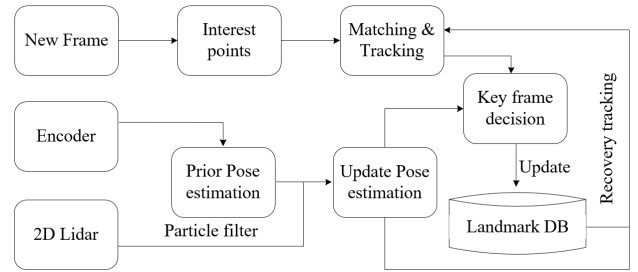 New Frame
Interest
points
Matching &
Tracking
Key frame
decision
Encoder
Prior Pose
estimation
Update Pose
estimation
Update
Recovery tracking
2D Lidar
Particle filter
Landmark DB